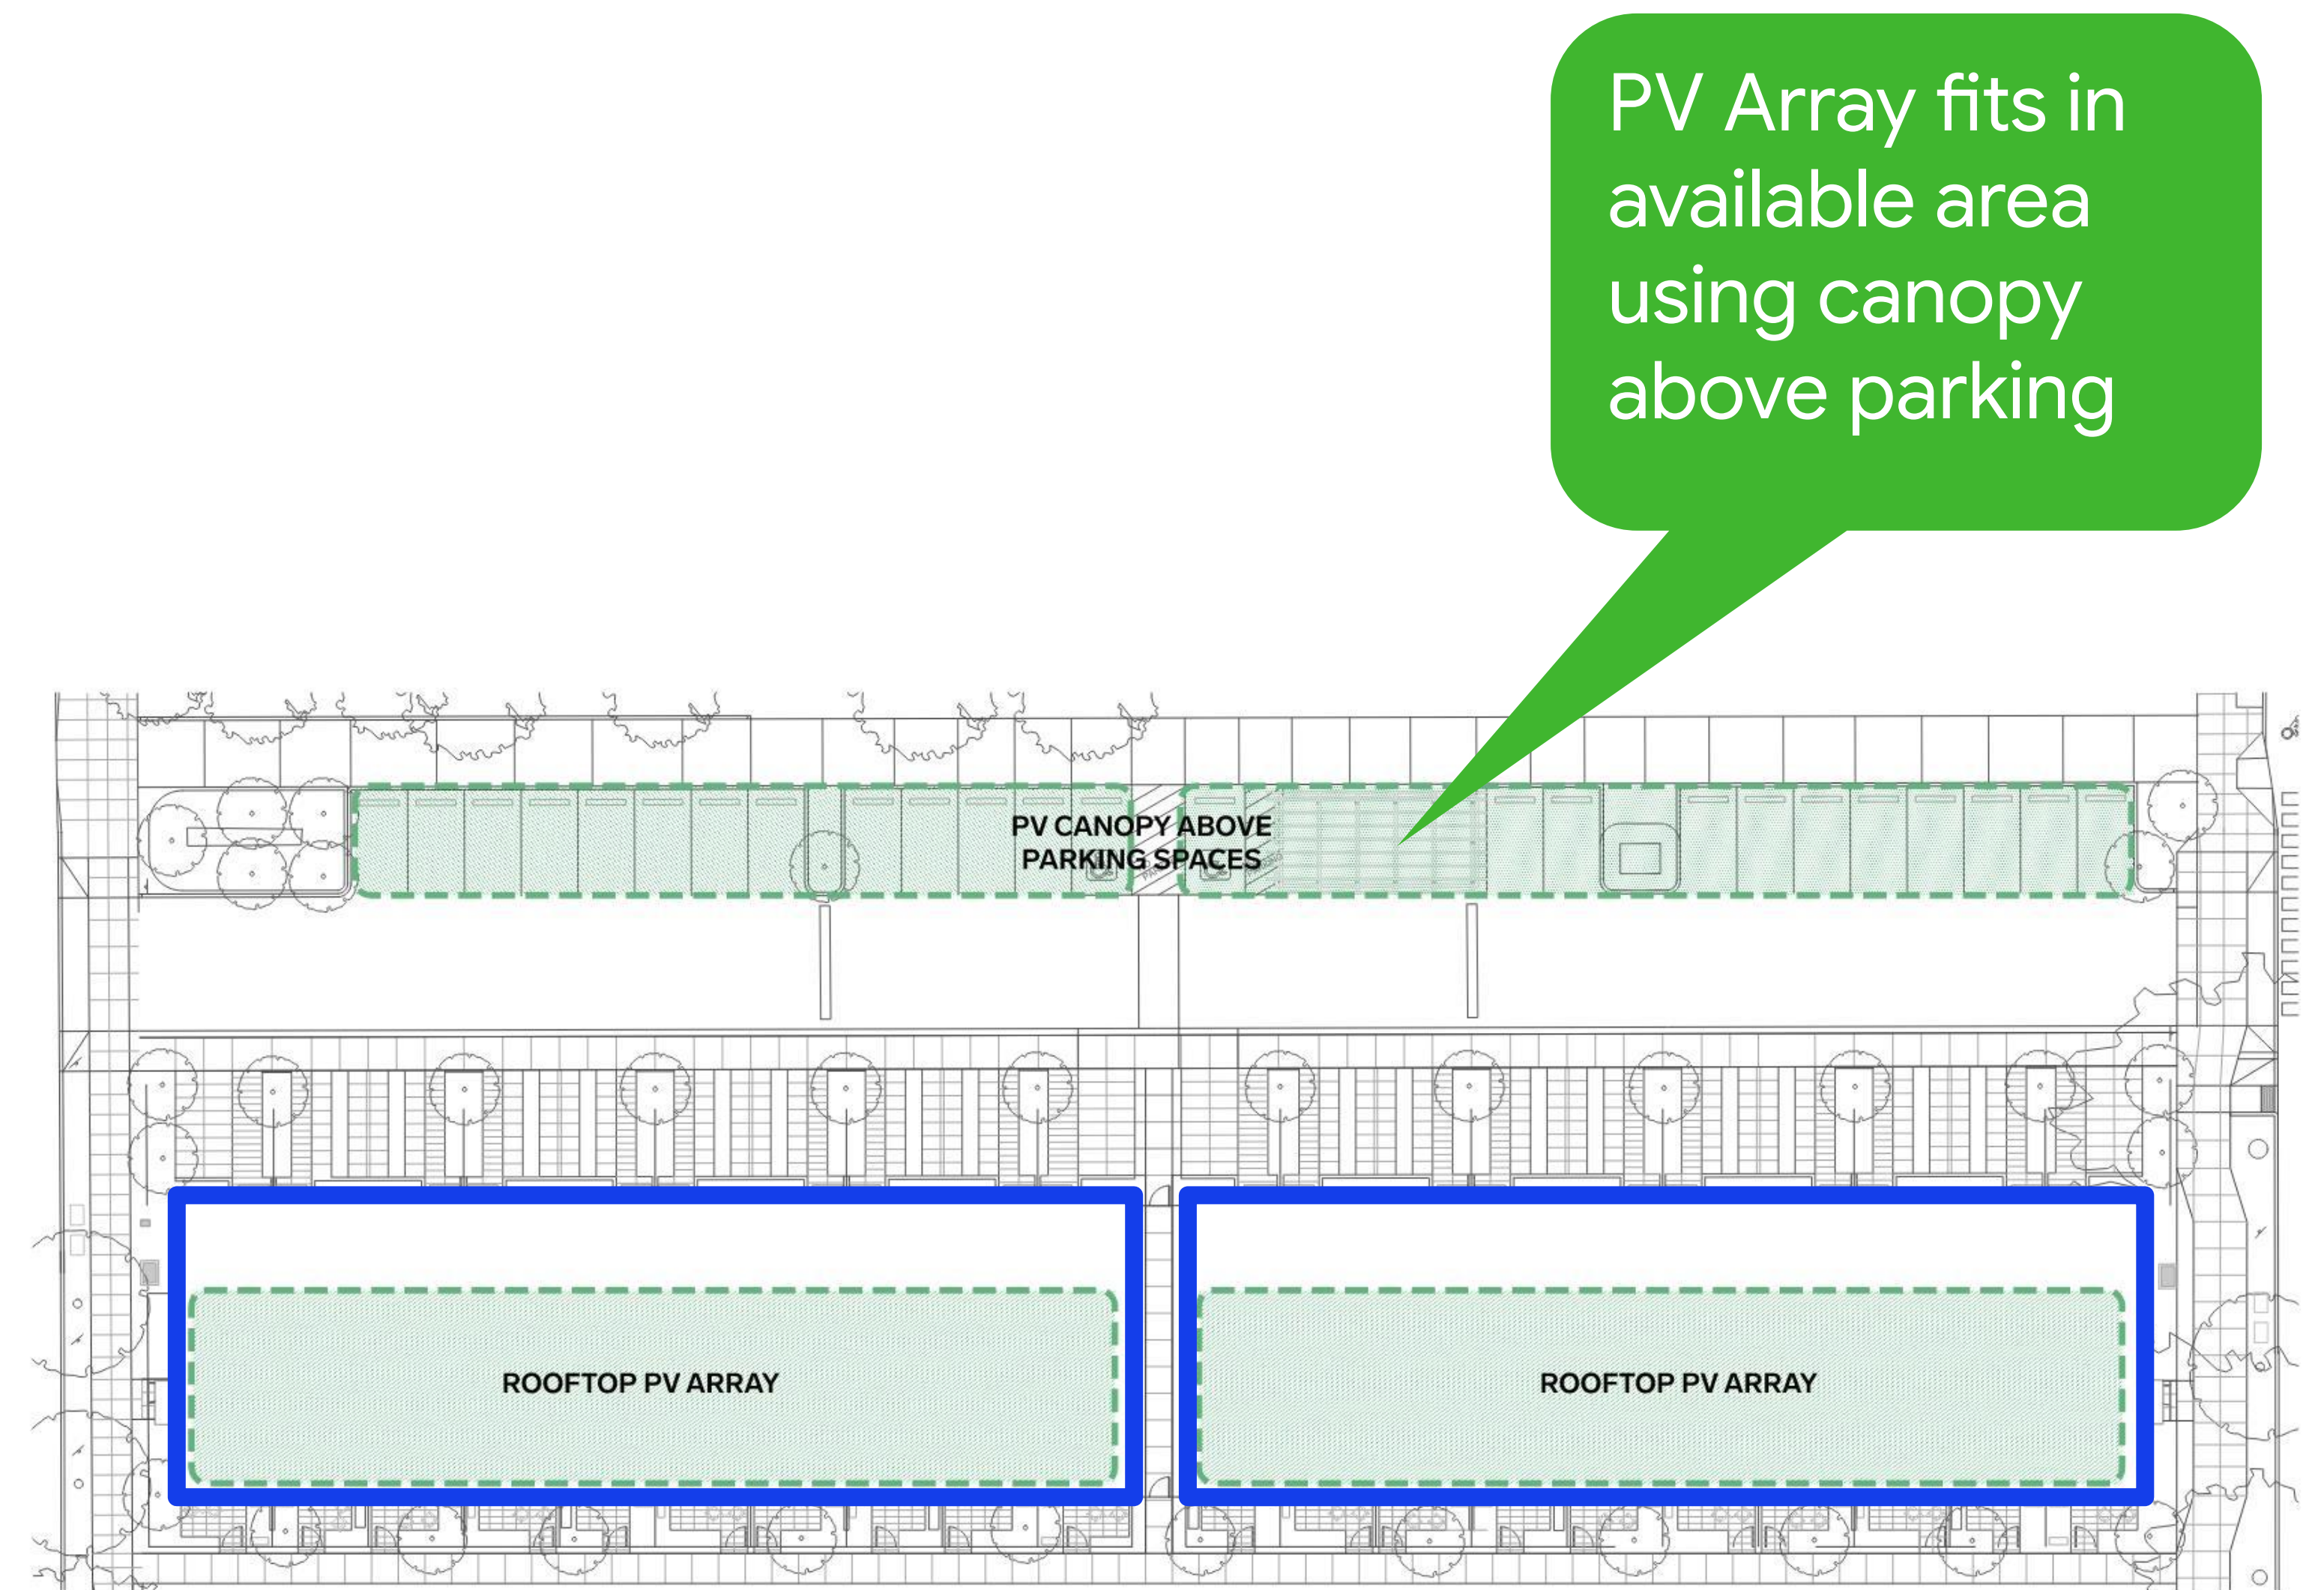 PV Array fits in
available area
using canopy
above parking
PV CANOPY ABOVE
PARKING SPACES
ROOFTOP PV ARRAY
ROOFTOP PV ARRAY